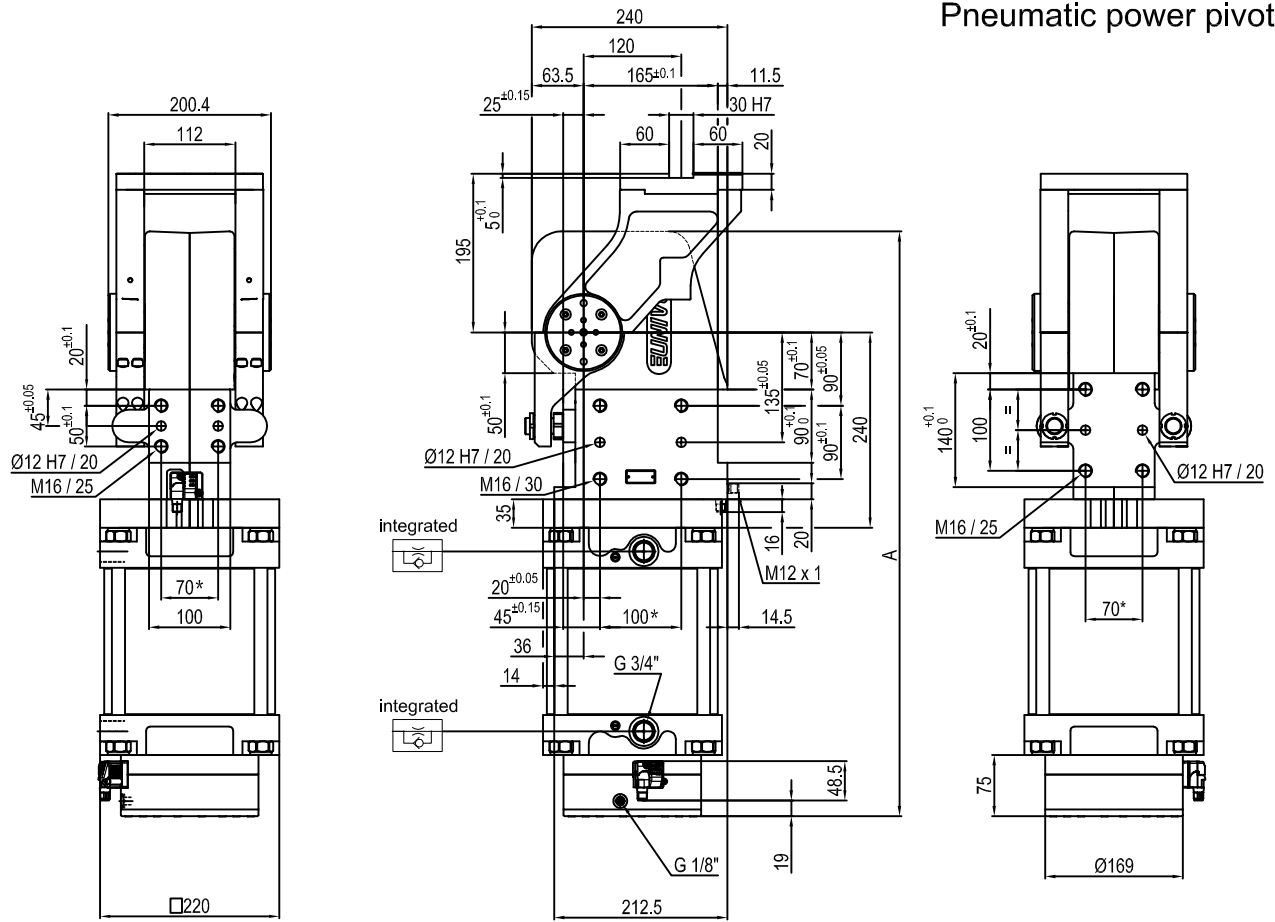 Pneumatic power pivot
240
120
63.5
165±0.1
11.5
25±0.15
30 H7
60
60
20
5 +0.1 0
195
50±0.1
70±0.1
90±0.05
135±0.05
90 +0.1 0
90±0.1
240
Ø12 H7 / 20
M16 / 30
35
16
20
M12 x 1
A
integrated
20±0.05
45±0.15
100*
14.5
36
14
G 3/4"
integrated
48.5
19
G 1/8"
212.5
200.4
112
20±0.1
45±0.05
50±0.1
Ø12 H7 / 20
M16 / 25
70*
100
□220
20±0.1
140 +0.1 0
100
=
=
Ø12 H7 / 20
M16 / 25
70*
75
Ø169